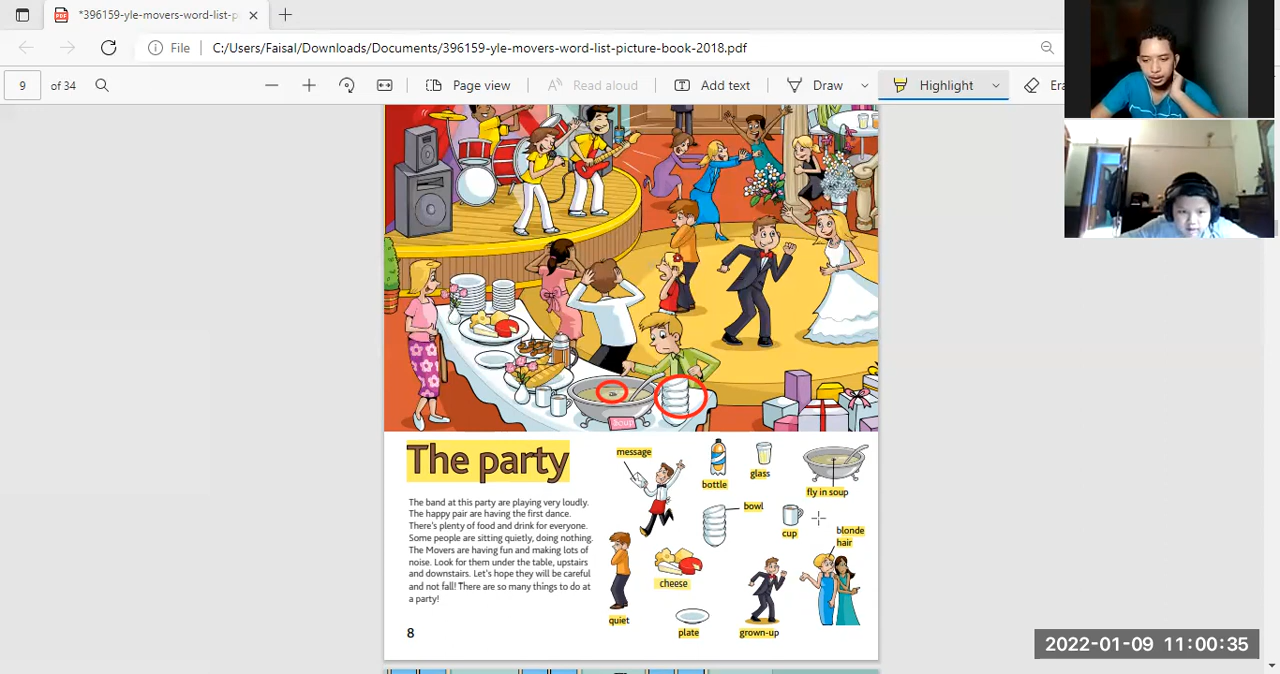 *396159-yle-movers-word-list-p
File
C:/Users/Faisal/Downloads/Documents/396159-yle-movers-word-list-picture-book-2018.pdf
9
of 34
Page view
Read aloud
Add text
Draw
Highlight
Era
Soup
The party
The band at this party are playing very loudly.
The happy pair are having the first dance.
There's plenty of food and drink for everyone.
Some people are sitting quietly, doing nothing.
The Movers are having fun and making lots of
noise. Look for them under the table, upstairs
and downstairs. Let's hope they will be careful
and not fall! There are so many things to do at
a party!
8
message
bottle
glass
fly in soup
bowl
cup
blonde
hair
cheese
quiet
plate
grown-up
2022-01-09 11:00:35